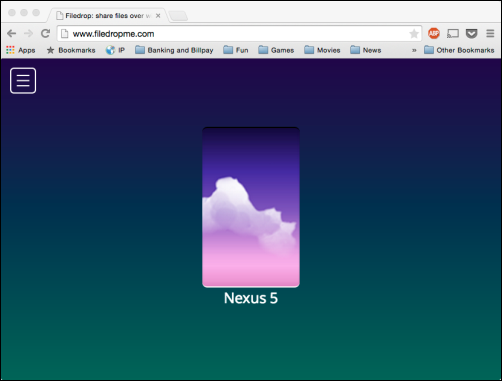 Filedrop: share files over w
www.filedropme.com
ABP
Apps Bookmarks IP Banking and Billpay Fun Games Movies News » Other Bookmarks
Nexus 5